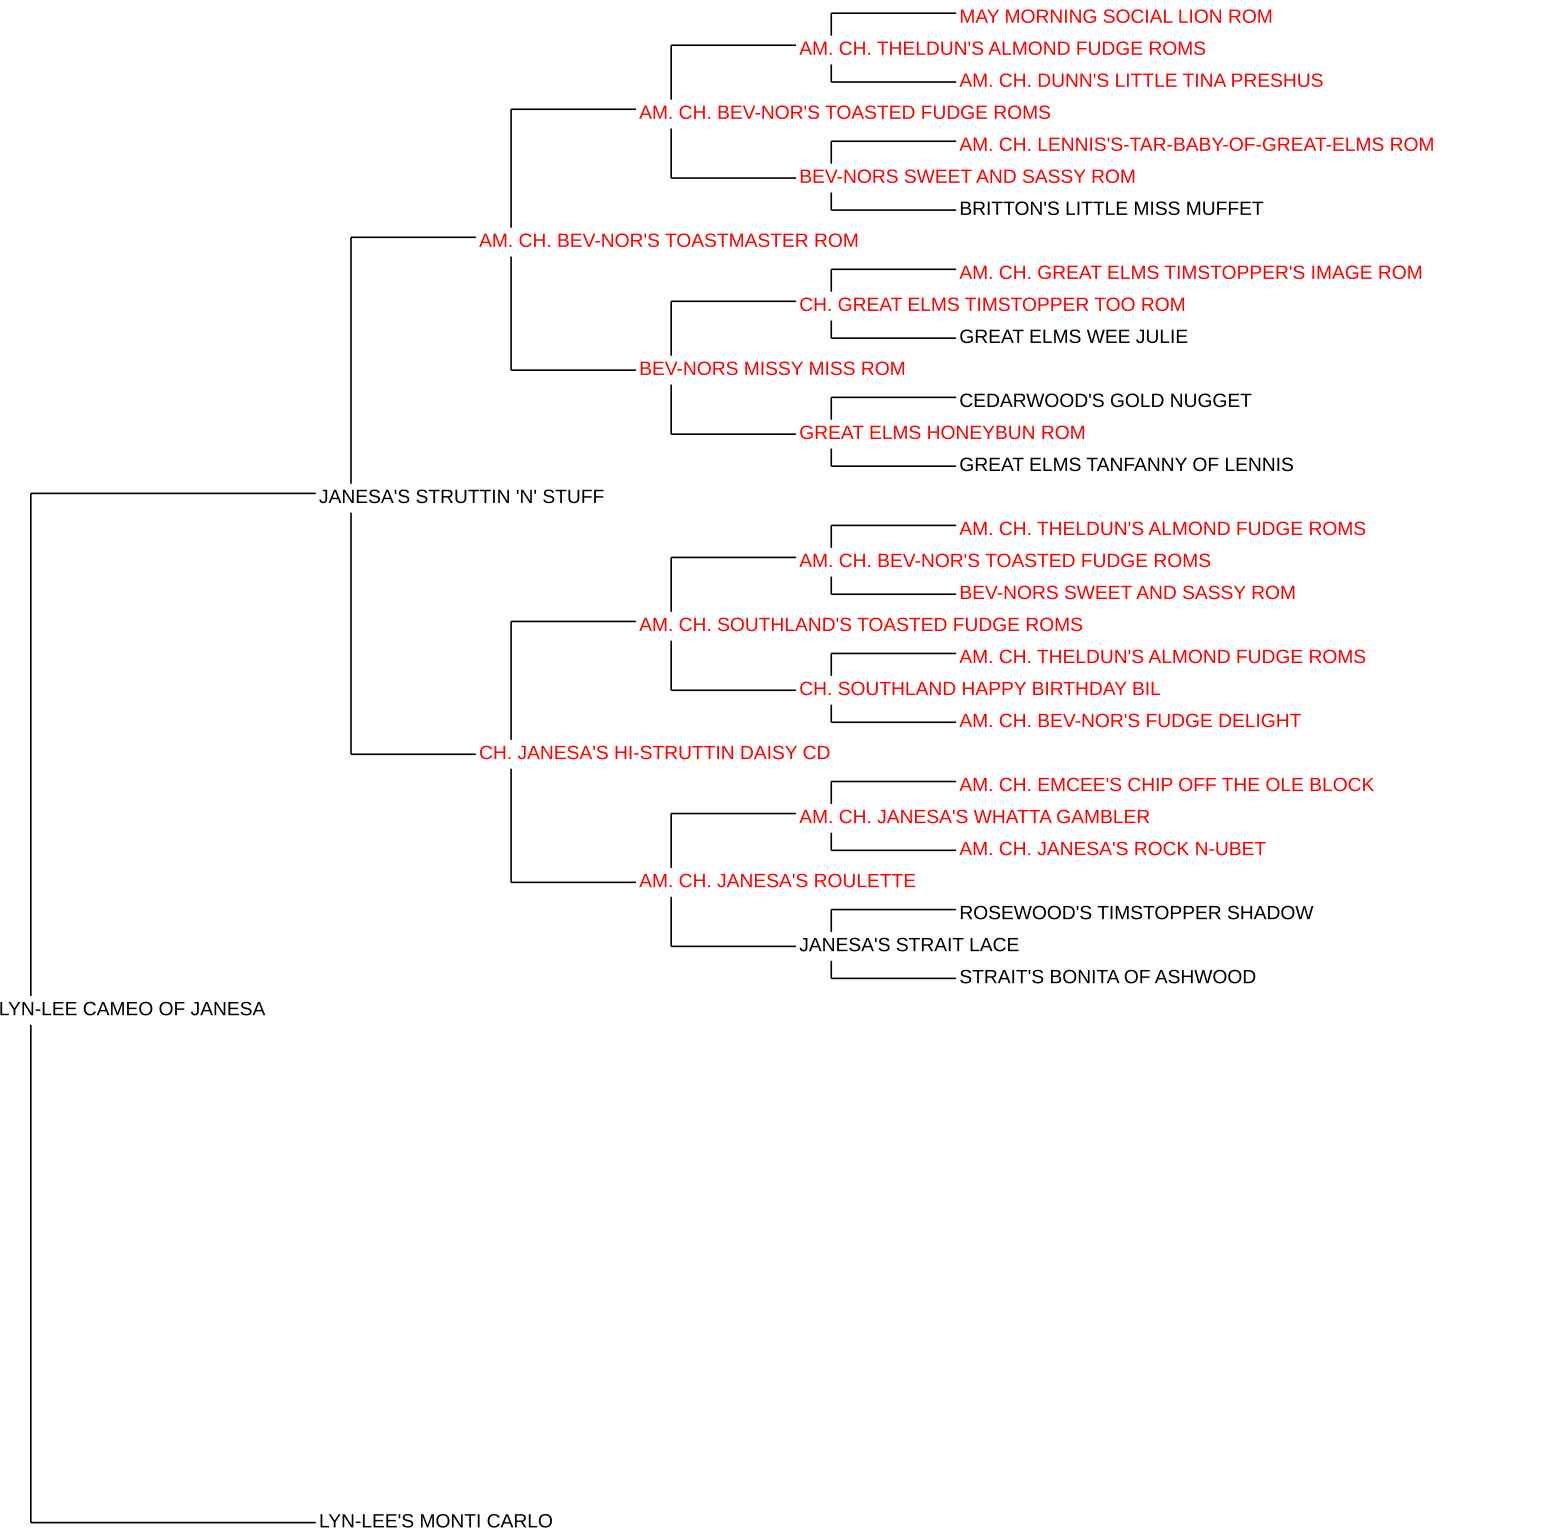 MAY MORNING SOCIAL LION ROM
AM. CH. THELDUN'S ALMOND FUDGE ROMS
AM. CH. DUNN'S LITTLE TINA PRESHUS
AM. CH. BEV-NOR'S TOASTED FUDGE ROMS
AM. CH. LENNIS'S-TAR-BABY-OF-GREAT-ELMS ROM
BEV-NORS SWEET AND SASSY ROM
BRITTON'S LITTLE MISS MUFFET
AM. CH. BEV-NOR'S TOASTMASTER ROM
AM. CH. GREAT ELMS TIMSTOPPER'S IMAGE ROM
CH. GREAT ELMS TIMSTOPPER TOO ROM
GREAT ELMS WEE JULIE
BEV-NORS MISSY MISS ROM
CEDARWOOD'S GOLD NUGGET
GREAT ELMS HONEYBUN ROM
GREAT ELMS TANFANNY OF LENNIS
JANESA'S STRUTTIN 'N' STUFF
AM. CH. THELDUN'S ALMOND FUDGE ROMS
AM. CH. BEV-NOR'S TOASTED FUDGE ROMS
BEV-NORS SWEET AND SASSY ROM
AM. CH. SOUTHLAND'S TOASTED FUDGE ROMS
AM. CH. THELDUN'S ALMOND FUDGE ROMS
CH. SOUTHLAND HAPPY BIRTHDAY BIL
AM. CH. BEV-NOR'S FUDGE DELIGHT
CH. JANESA'S HI-STRUTTIN DAISY CD
AM. CH. EMCEE'S CHIP OFF THE OLE BLOCK
AM. CH. JANESA'S WHATTA GAMBLER
AM. CH. JANESA'S ROCK N-UBET
AM. CH. JANESA'S ROULETTE
ROSEWOOD'S TIMSTOPPER SHADOW
JANESA'S STRAIT LACE
STRAIT'S BONITA OF ASHWOOD
LYN-LEE CAMEO OF JANESA
LYN-LEE'S MONTI CARLO